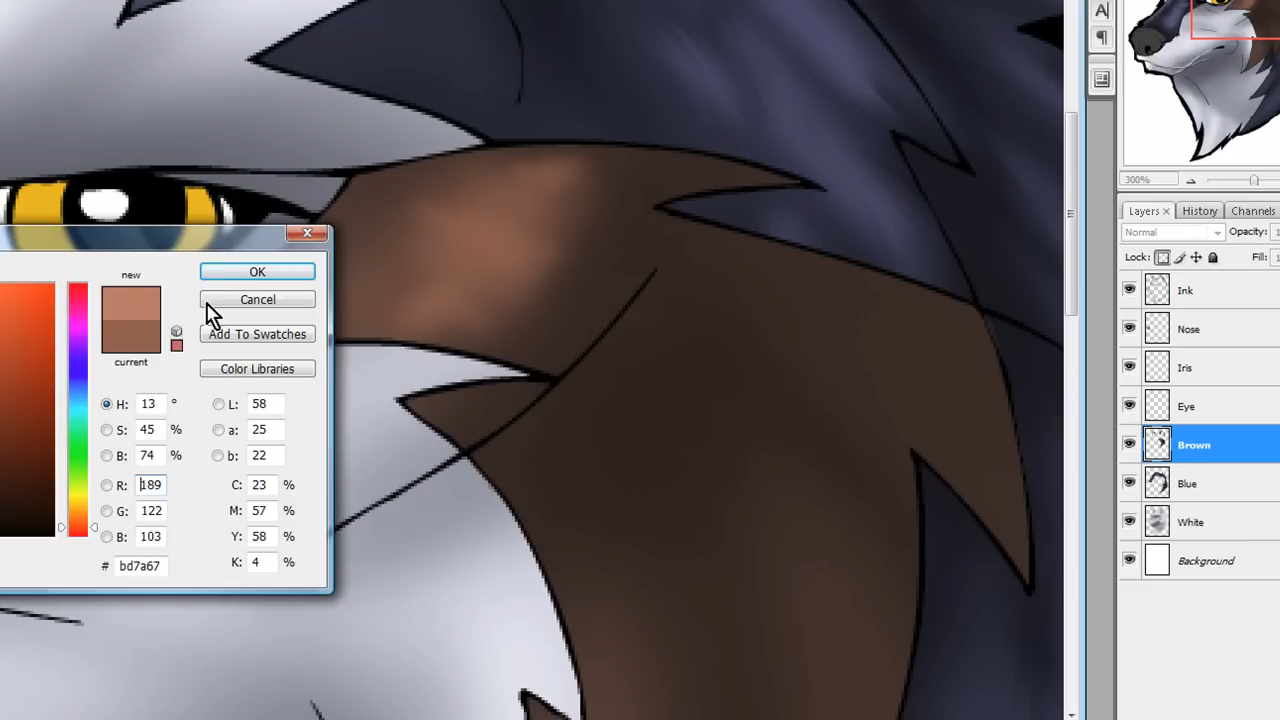 A
¶
300%
Layers × History Channels
Normal Opacity:
Lock: Fill:
Ink
Nose
Iris
Eye
Brown
Blue
White
Background
new
current
OK
Cancel
Add To Swatches
Color Libraries
H: 13 ° L: 58
S: 45 % a: 25
B: 74 % b: 22
R: 189 C: 23 %
G: 122 M: 57 %
B: 103 Y: 58 %
# bd7a67 K: 4 %